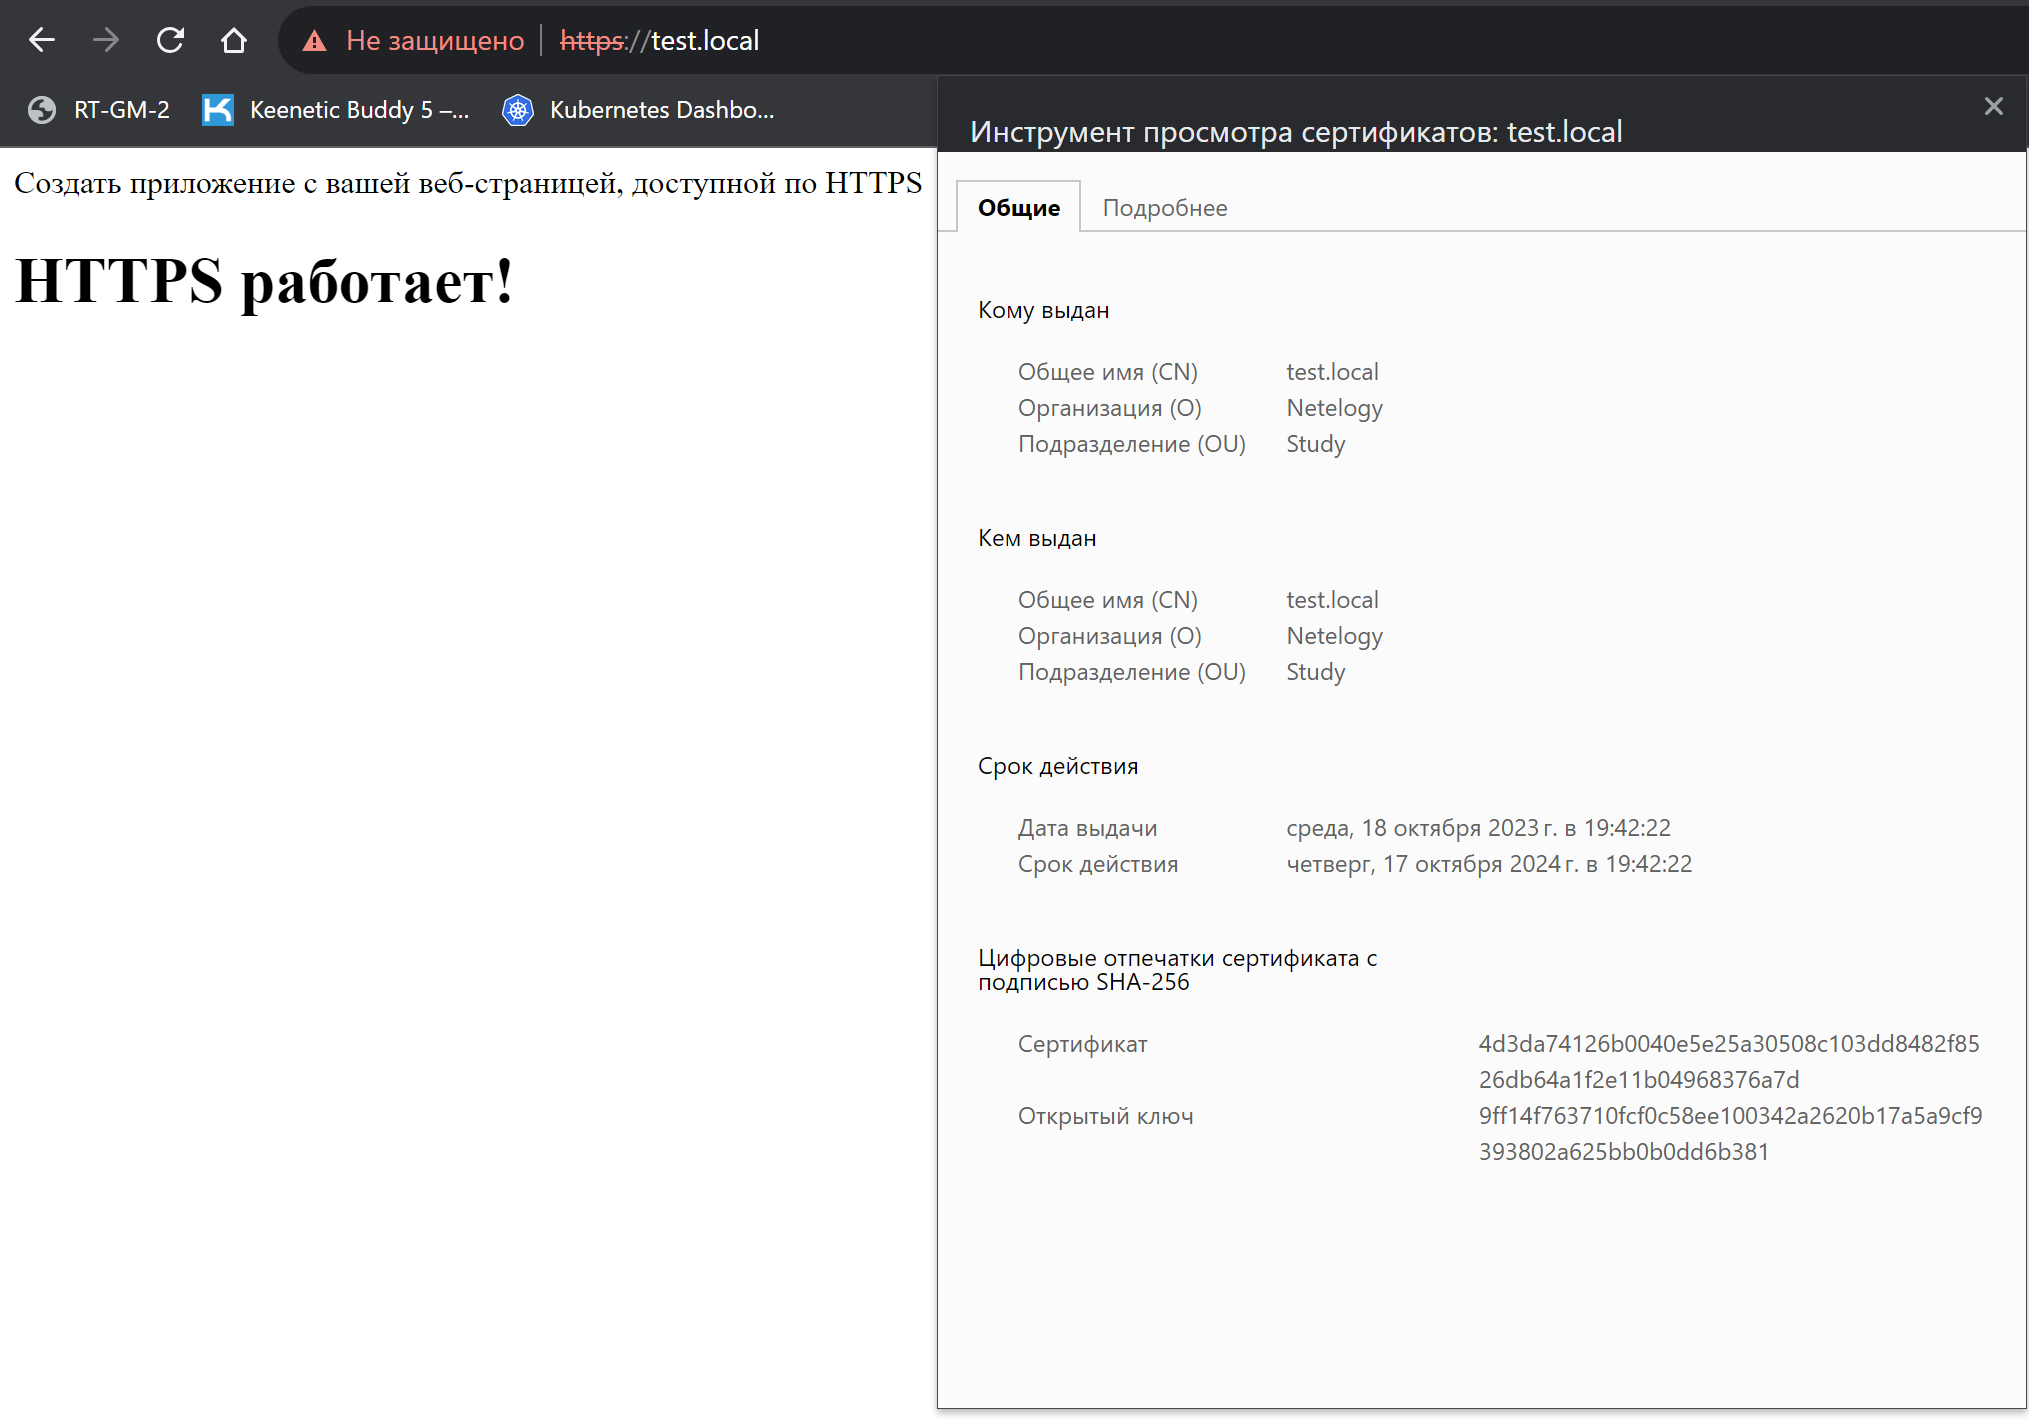 Не защищено
https://test.local
RT-GM-2
Keenetic Buddy 5 –...
Kubernetes Dashbo...
Создать приложение с вашей веб-страницей, доступной по HTTPS
HTTPS работает!
Инструмент просмотра сертификатов: test.local
Общие
Подробнее
Кому выдан
Общее имя (CN) test.local
Организация (O) Netelogy
Подразделение (OU) Study
Кем выдан
Общее имя (CN) test.local
Организация (O) Netelogy
Подразделение (OU) Study
Срок действия
Дата выдачи среда, 18 октября 2023 г. в 19:42:22
Срок действия четверг, 17 октября 2024 г. в 19:42:22
Цифровые отпечатки сертификата с
подписью SHA-256
Сертификат 4d3da74126b0040e5e25a30508c103dd8482f85
26db64a1f2e11b04968376a7d
Открытый ключ 9ff14f763710fcf0c58ee100342a2620b17a5a9cf9
393802a625bb0b0dd6b381